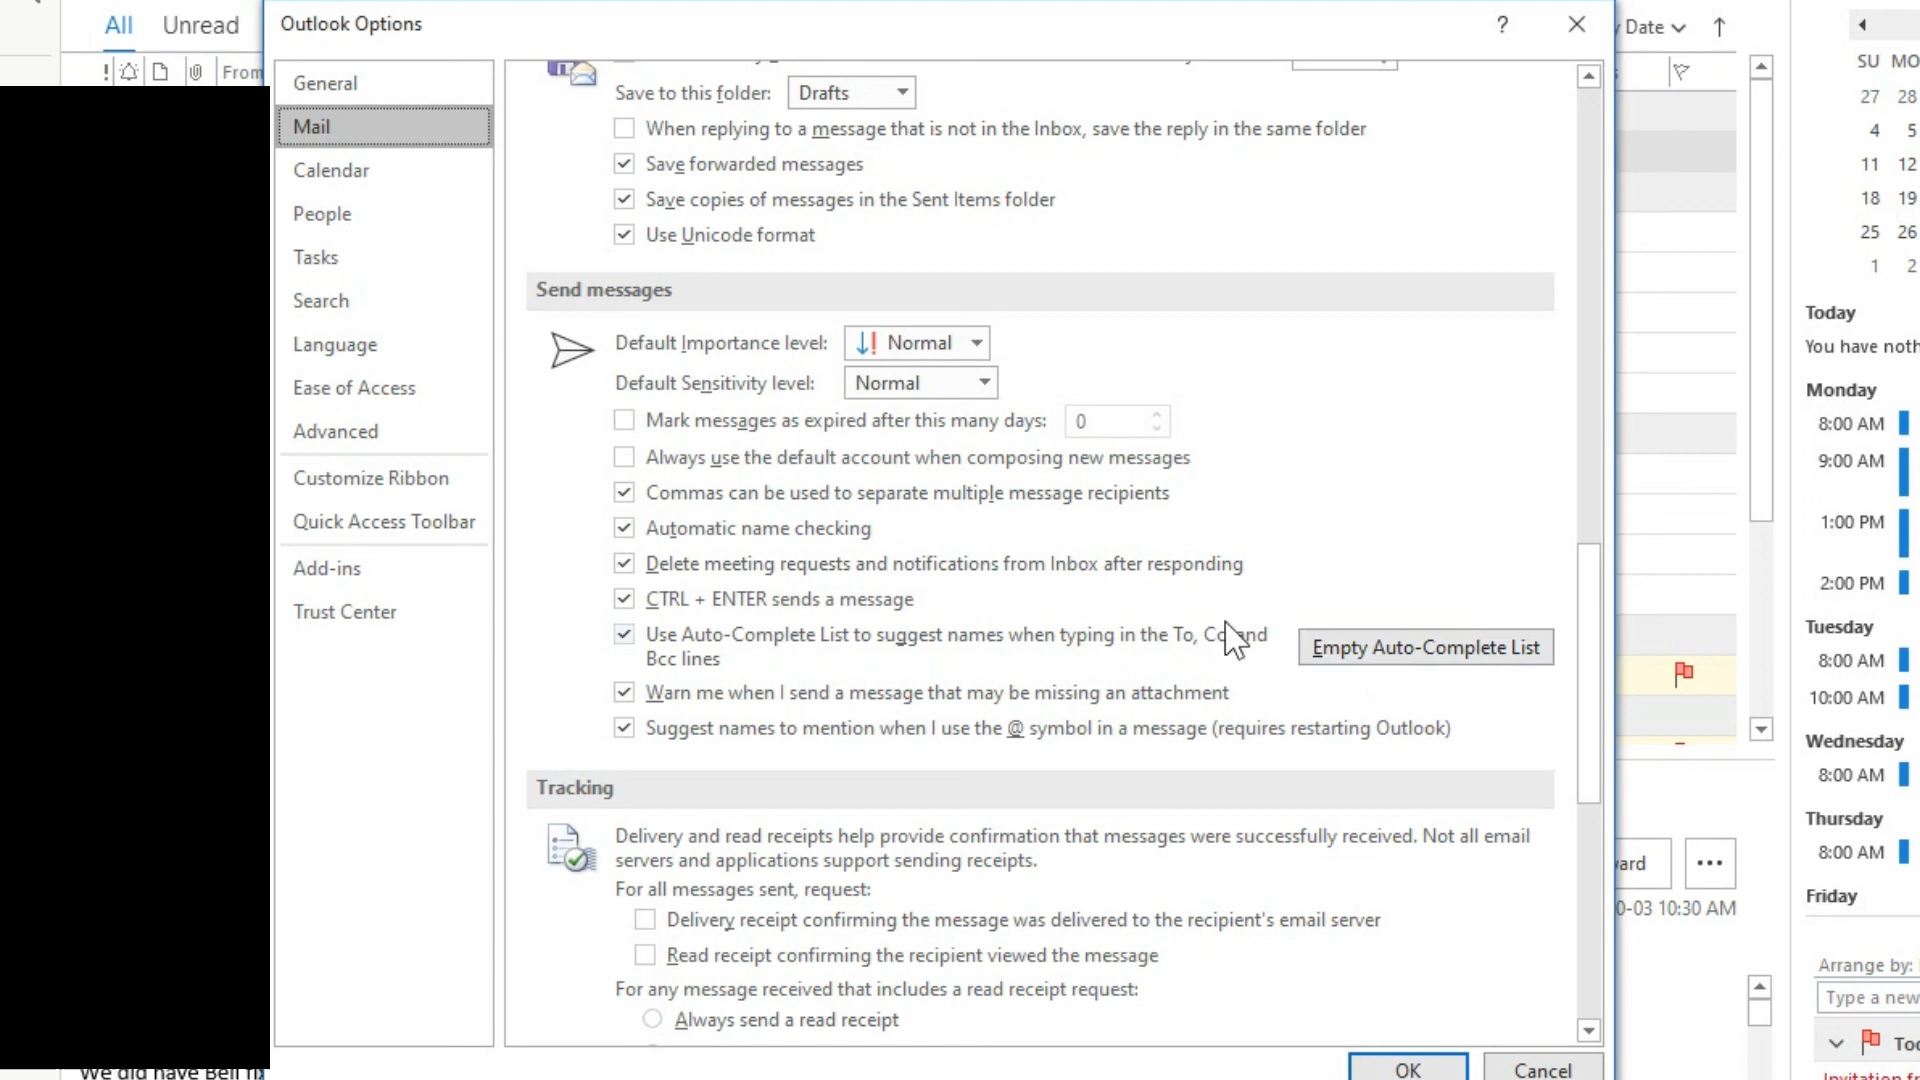 All Unread
Outlook Options ?
Date
! From
General
Mail
Calendar
People
Tasks
Search
Language
Ease of Access
Advanced
Customize Ribbon
Quick Access Toolbar
Add-ins
Trust Center
Save to this folder: Drafts
When replying to a message that is not in the Inbox, save the reply in the same folder
Save forwarded messages
Save copies of messages in the Sent Items folder
Use Unicode format
Send messages
Default Importance level: Normal
Default Sensitivity level: Normal
Mark messages as expired after this many days: 0
Always use the default account when composing new messages
Commas can be used to separate multiple message recipients
Automatic name checking
Delete meeting requests and notifications from Inbox after responding
CTRL + ENTER sends a message
Use Auto-Complete List to suggest names when typing in the To, Cc and
Bcc lines
Empty Auto-Complete List
Warn me when I send a message that may be missing an attachment
Suggest names to mention when I use the @ symbol in a message (requires restarting Outlook)
Tracking
Delivery and read receipts help provide confirmation that messages were successfully received. Not all email
servers and applications support sending receipts.
For all messages sent, request:
Delivery receipt confirming the message was delivered to the recipient's email server
Read receipt confirming the recipient viewed the message
For any message received that includes a read receipt request:
Always send a read receipt
OK Cancel
We did have Bell
ard
0-03 10:30 AM
SU MO
27 28
4 5
11 12
18 19
25 26
1 2
Today
You have noth
Monday
8:00 AM
9:00 AM
1:00 PM
2:00 PM
Tuesday
8:00 AM
10:00 AM
Wednesday
8:00 AM
Thursday
8:00 AM
Friday
Arrange by:
Type a new
Toc
Invitation fr